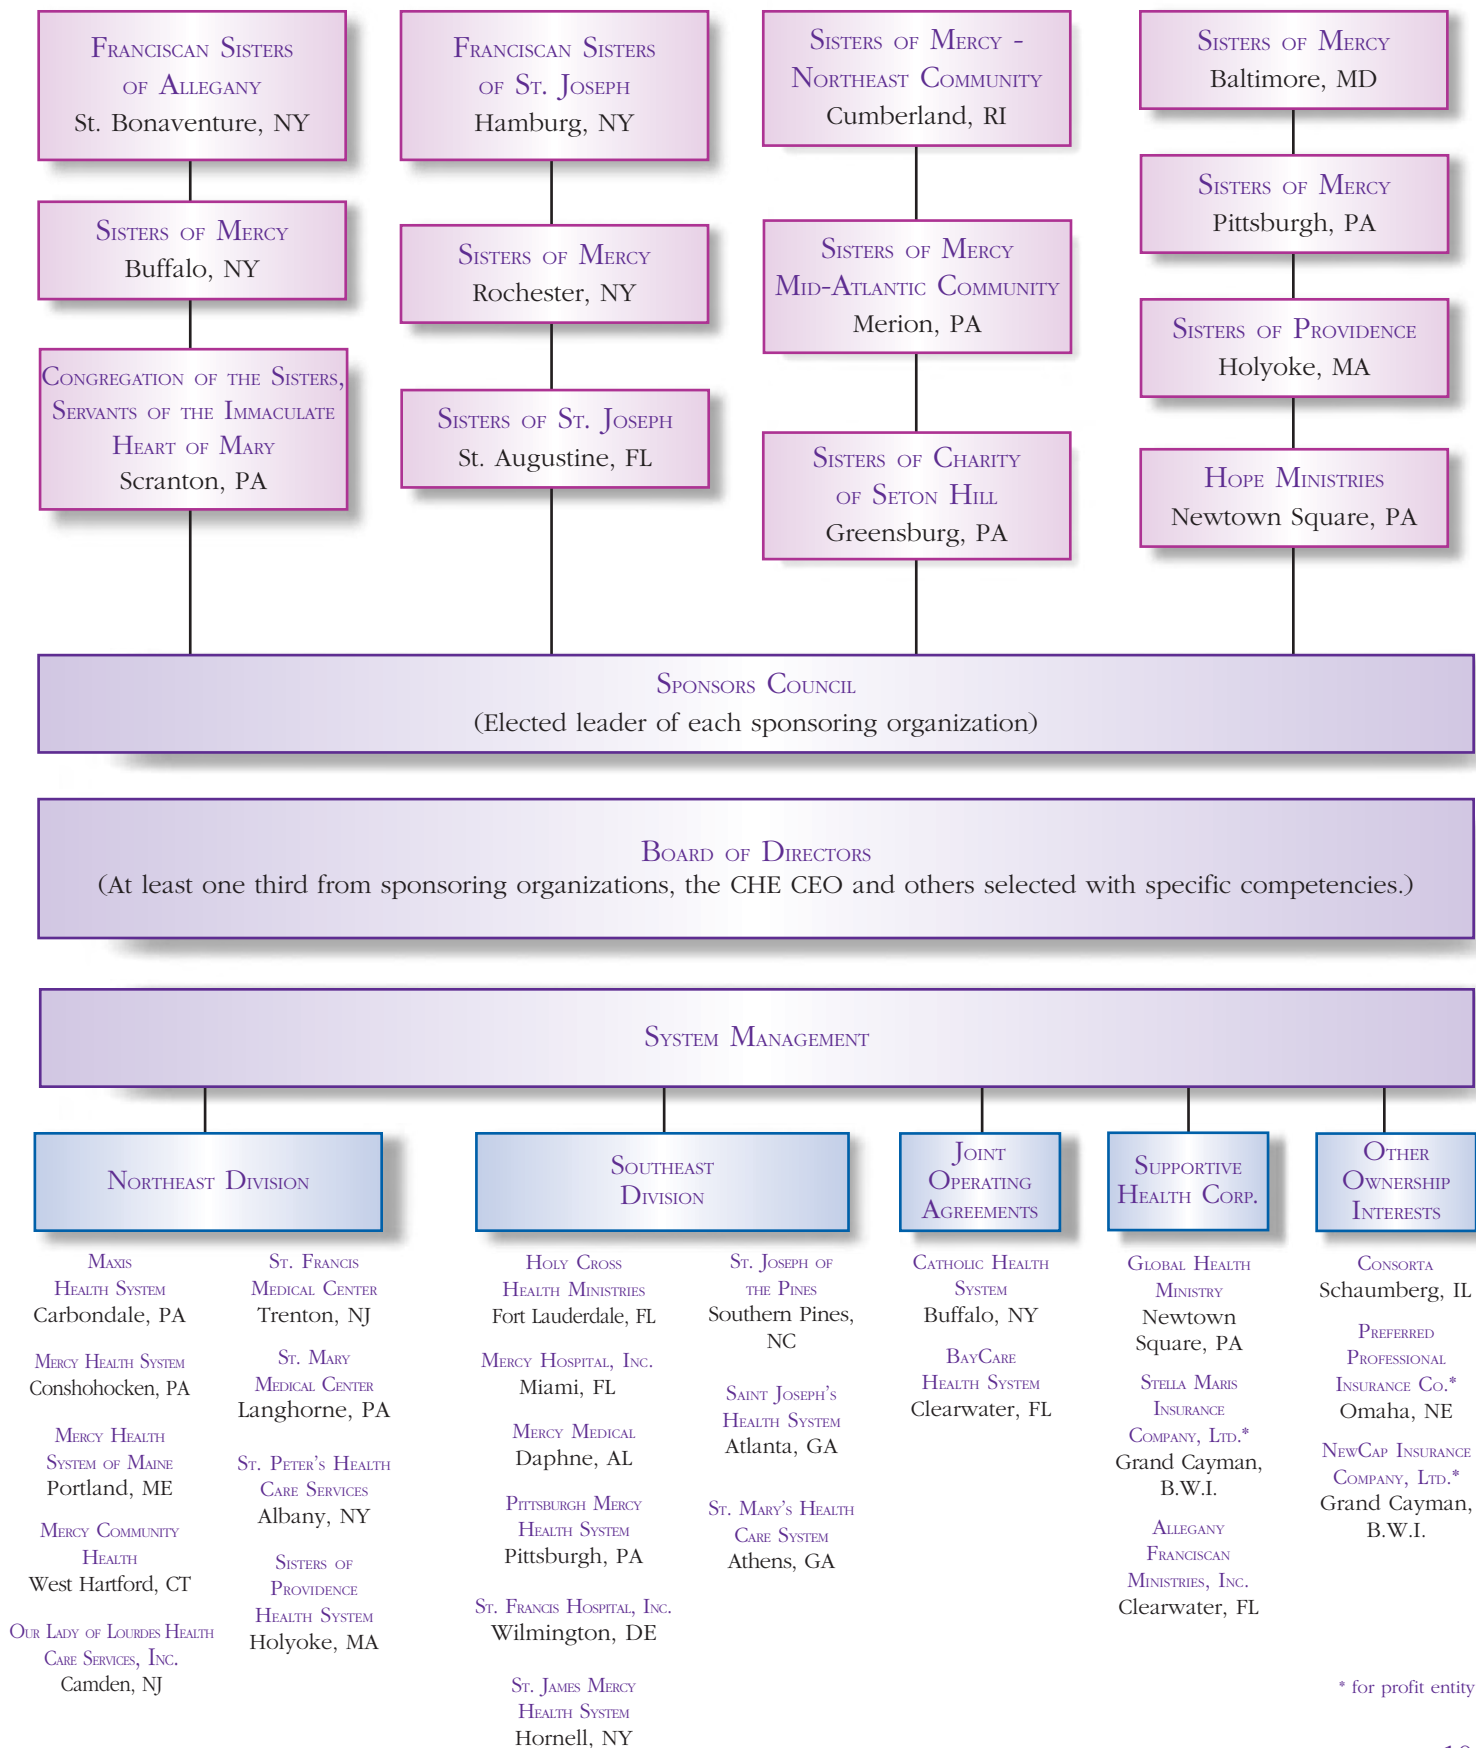 Franciscan Sisters
of Allegany
St. Bonaventure, NY
Sisters of Mercy
Buffalo, NY
Congregation of the Sisters,
Servants of the Immaculate
Heart of Mary
Scranton, PA
Franciscan Sisters
of St. Joseph
Hamburg, NY
Sisters of Mercy
Rochester, NY
Sisters of St. Joseph
St. Augustine, FL
Sisters of Mercy -
Northeast Community
Cumberland, RI
Sisters of Mercy
Mid-Atlantic Community
Merion, PA
Sisters of Charity
of Seton Hill
Greensburg, PA
Sisters of Mercy
Baltimore, MD
Sisters of Mercy
Pittsburgh, PA
Sisters of Providence
Holyoke, MA
Hope Ministries
Newtown Square, PA
Sponsors Council
(Elected leader of each sponsoring organization)
Board of Directors
(At least one third from sponsoring organizations, the CHE CEO and others selected with specific competencies.)
System Management
Northeast Division
Maxis
Health System
Carbondale, PA
Mercy Health System
Conshohocken, PA
Mercy Health
System of Maine
Portland, ME
Mercy Community
Health
West Hartford, CT
Our Lady of Lourdes Health
Care Services, Inc.
Camden, NJ
St. Francis
Medical Center
Trenton, NJ
St. Mary
Medical Center
Langhorne, PA
St. Peter's Health
Care Services
Albany, NY
Sisters of
Providence
Health System
Holyoke, MA
Southeast
Division
Holy Cross
Health Ministries
Fort Lauderdale, FL
Mercy Hospital, Inc.
Miami, FL
Mercy Medical
Daphne, AL
Pittsburgh Mercy
Health System
Pittsburgh, PA
St. Francis Hospital, Inc.
Wilmington, DE
St. James Mercy
Health System
Hornell, NY
St. Joseph of
the Pines
Southern Pines,
NC
Saint Joseph's
Health System
Atlanta, GA
St. Mary's Health
Care System
Athens, GA
Joint
Operating
Agreements
Catholic Health
System
Buffalo, NY
BayCare
Health System
Clearwater, FL
Supportive
Health Corp.
Global Health
Ministry
Newtown
Square, PA
Stella Maris
Insurance
Company, Ltd.*
Grand Cayman,
B.W.I.
Allegany
Franciscan
Ministries, Inc.
Clearwater, FL
Other
Ownership
Interests
Consorta
Schaumberg, IL
Preferred
Professional
Insurance Co.*
Omaha, NE
NewCap Insurance
Company, Ltd.*
Grand Cayman,
B.W.I.
* for profit entity